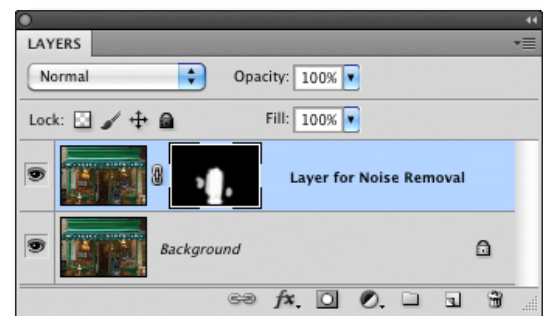 LAYERS
Normal Opacity: 100%
Lock: Fill: 100%
Layer for Noise Removal
Background
fx.